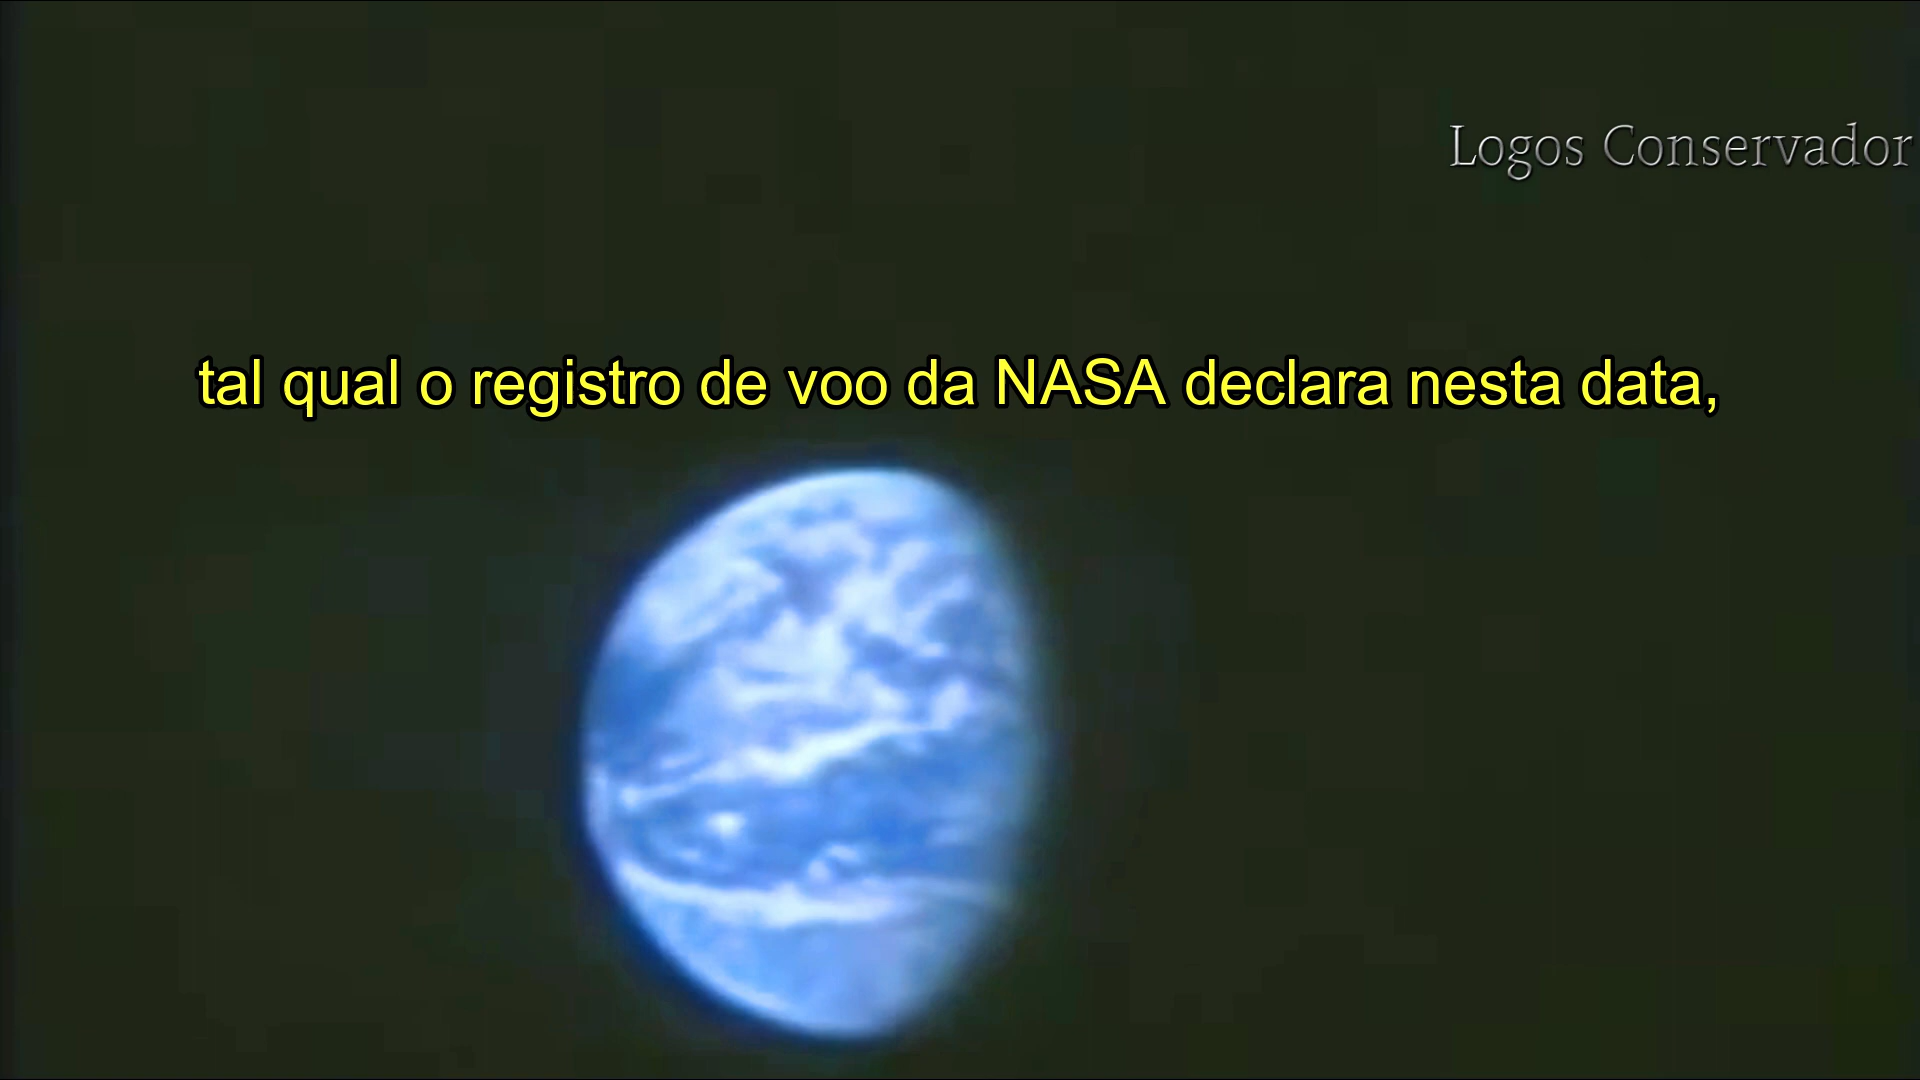 Logos Conservador
tal qual o registro de voo da NASA declara nesta data,